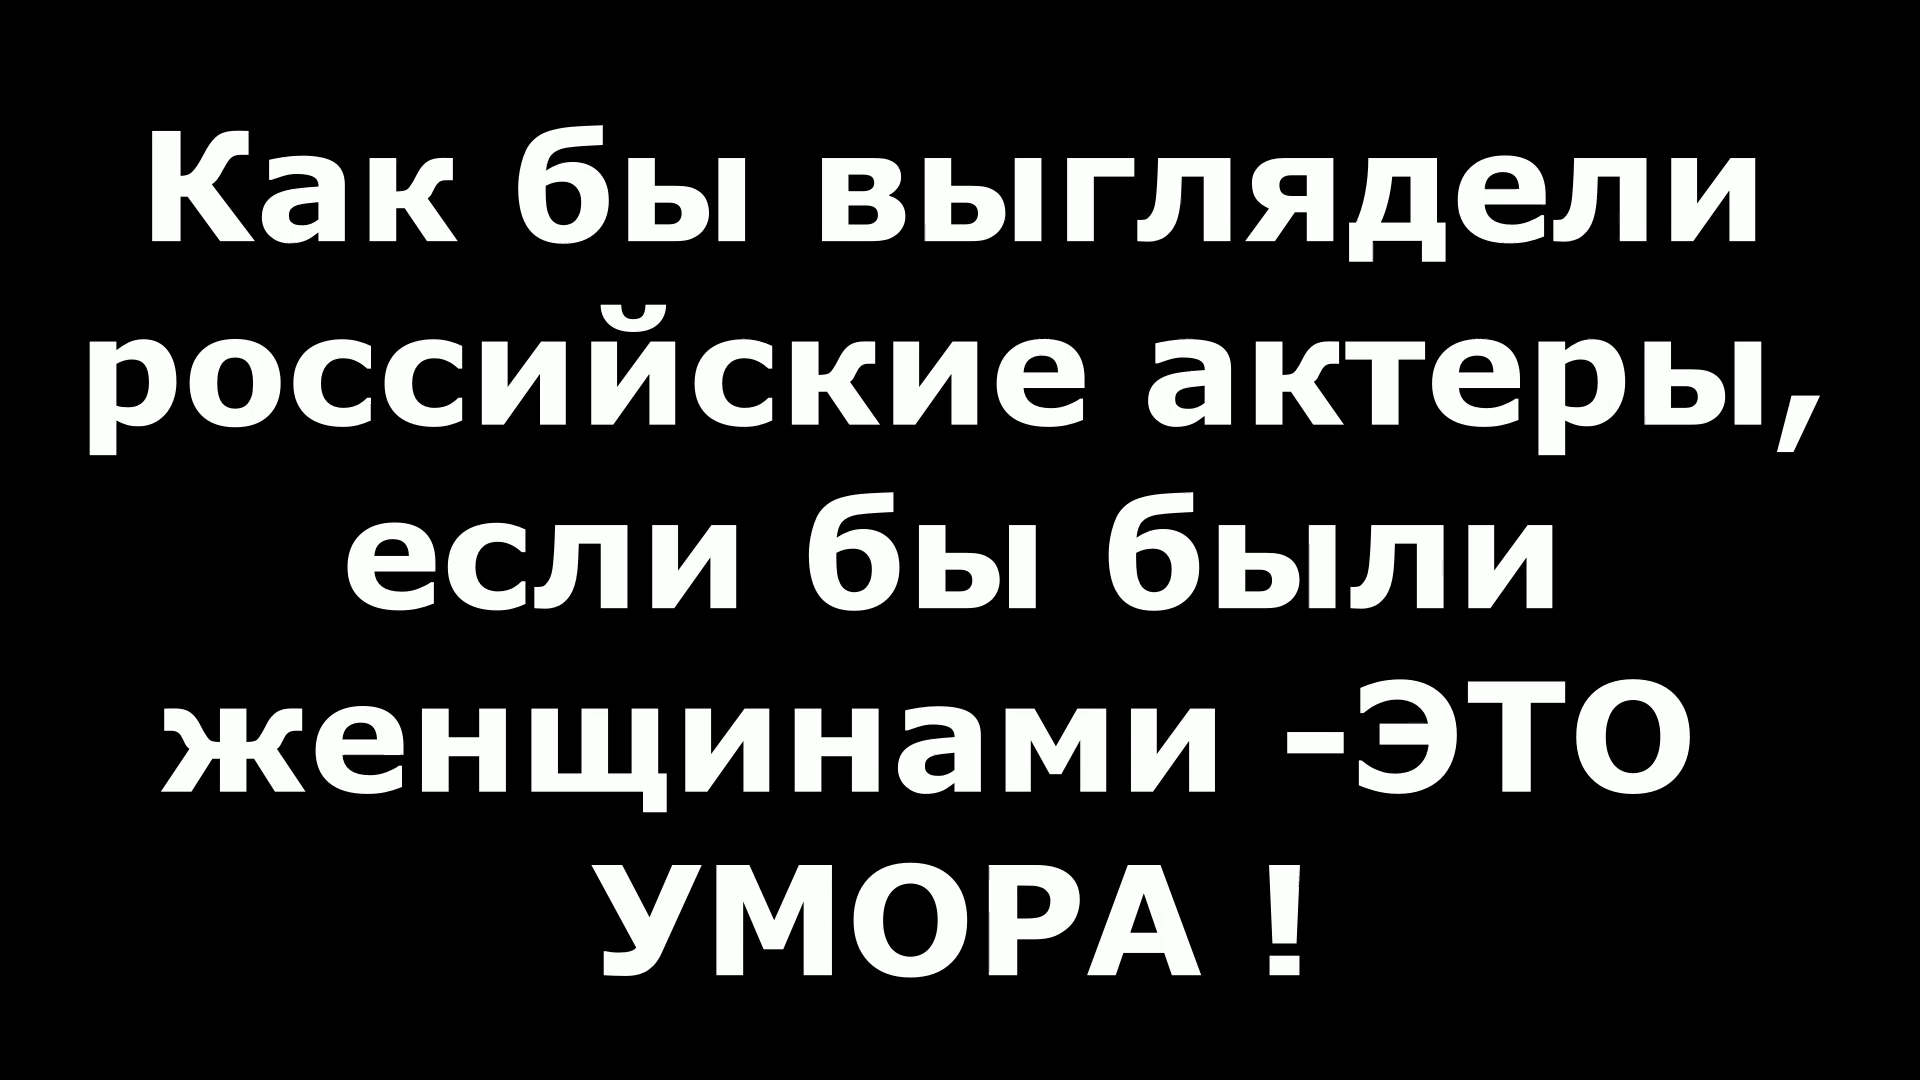 Как бы выглядели
российские актеры,
если бы были
женщинами -ЭТО
УМОРА !